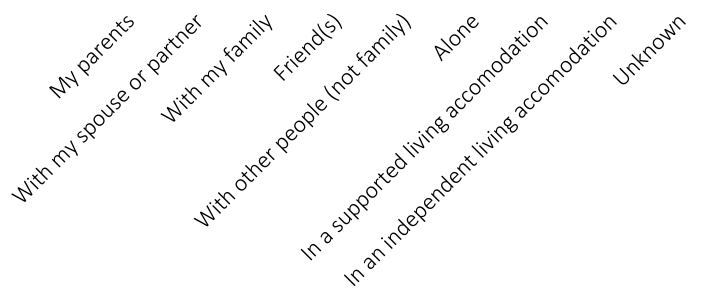 My parents
With my spouse or partner
With my family
Friend(s)
With other people (not family)
Alone
In a supported living accomodation
In an independent living accomodation
Unknown